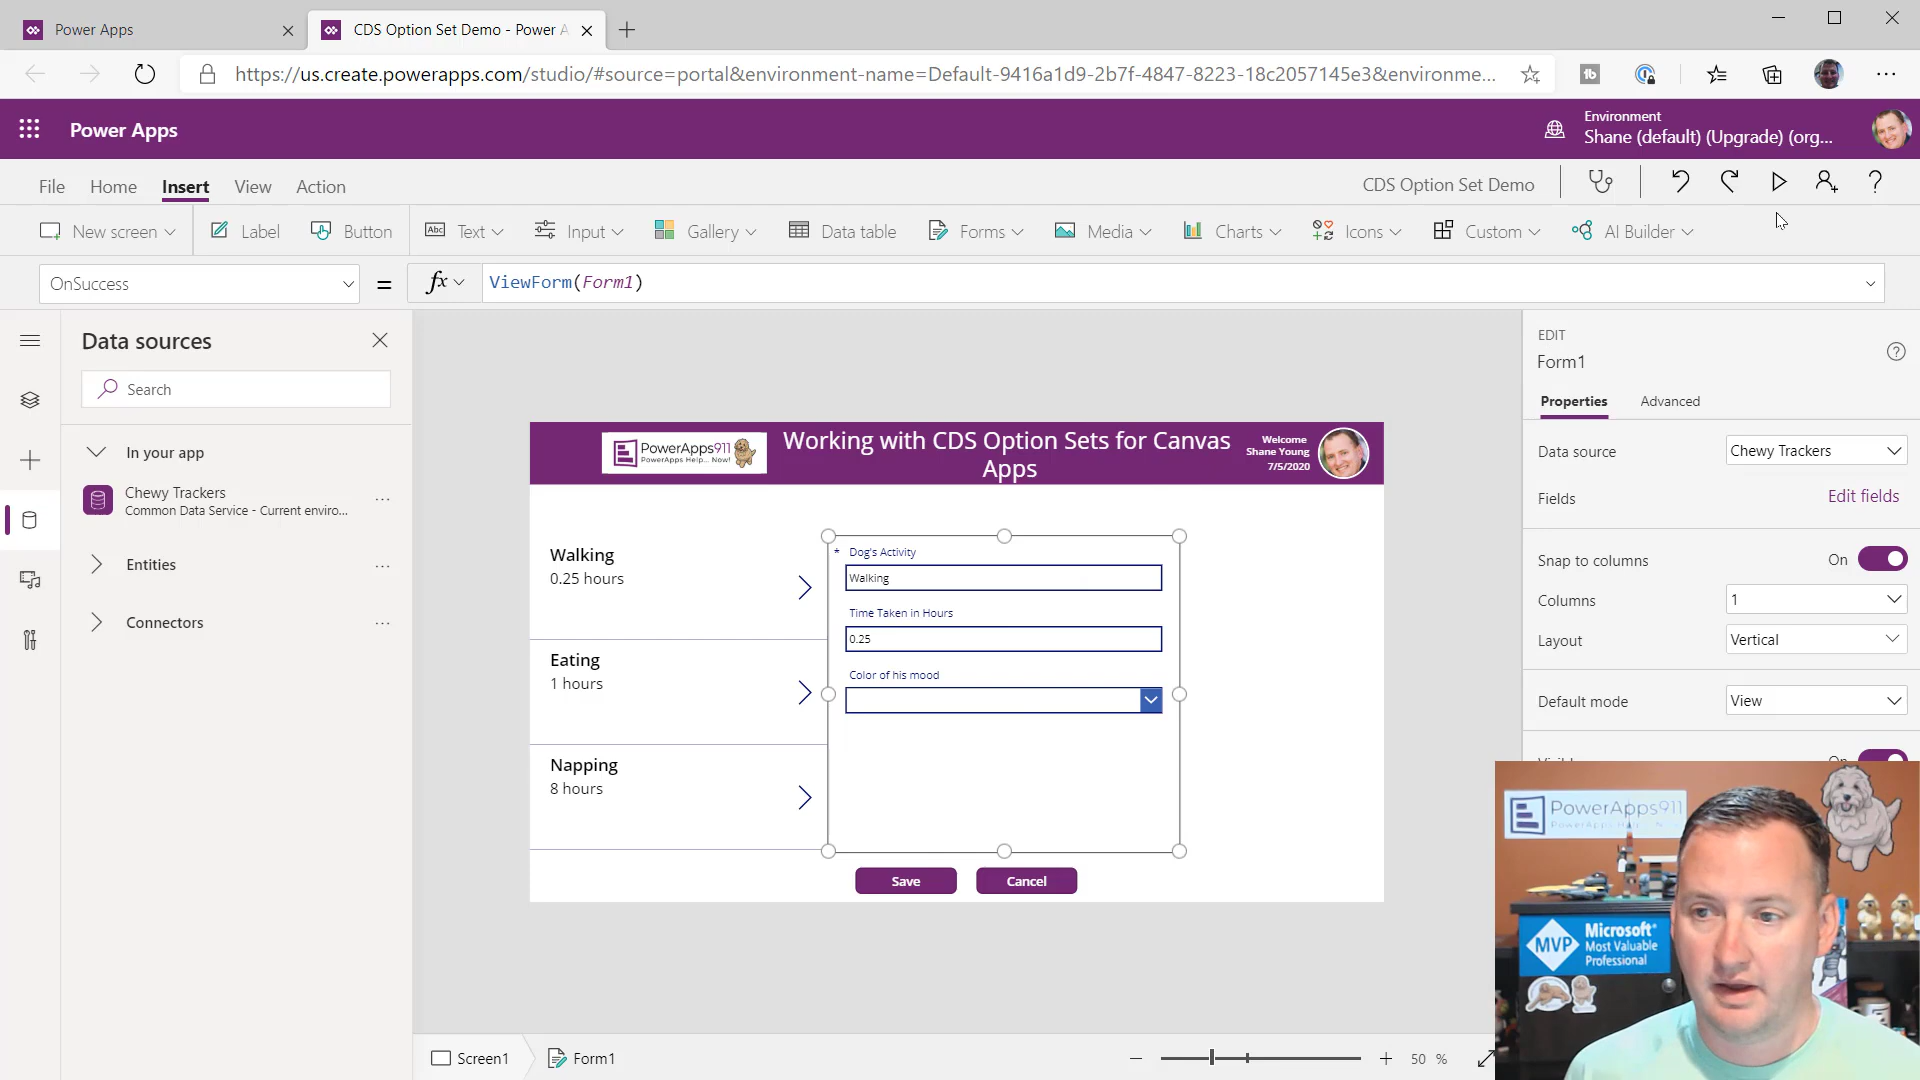 Power Apps
CDS Option Set Demo - Power A
https://us.create.powerapps.com/studio/#source=portal&environment-name=Default-9416a1d9-2b7f-4847-8223-18c2057145e3&environme...
Power Apps
Environment
Shane (default) (Upgrade) (org...
File Home Insert View Action
CDS Option Set Demo
New screen Label Button Text Input Gallery Data table Forms Media Charts Icons Custom AI Builder
OnSuccess = fx ViewForm(Form1)
Data sources
Search
In your app
Chewy Trackers
Common Data Service - Current enviro...
Entities
Connectors
PowerApps911
PowerApps Help... Now!
Working with CDS Option Sets for Canvas
Apps
Welcome
Shane Young
7/5/2020
Walking
0.25 hours
Eating
1 hours
Napping
8 hours
* Dog's Activity
Walking
Time Taken in Hours
0.25
Color of his mood
Save Cancel
EDIT
Form1
Properties Advanced
Data source Chewy Trackers
Fields Edit fields
Snap to columns On
Columns 1
Layout Vertical
Default mode View
PowerApps911
MVP
Microsoft
Most Valuable
Professional
Screen1 Form1
50 %